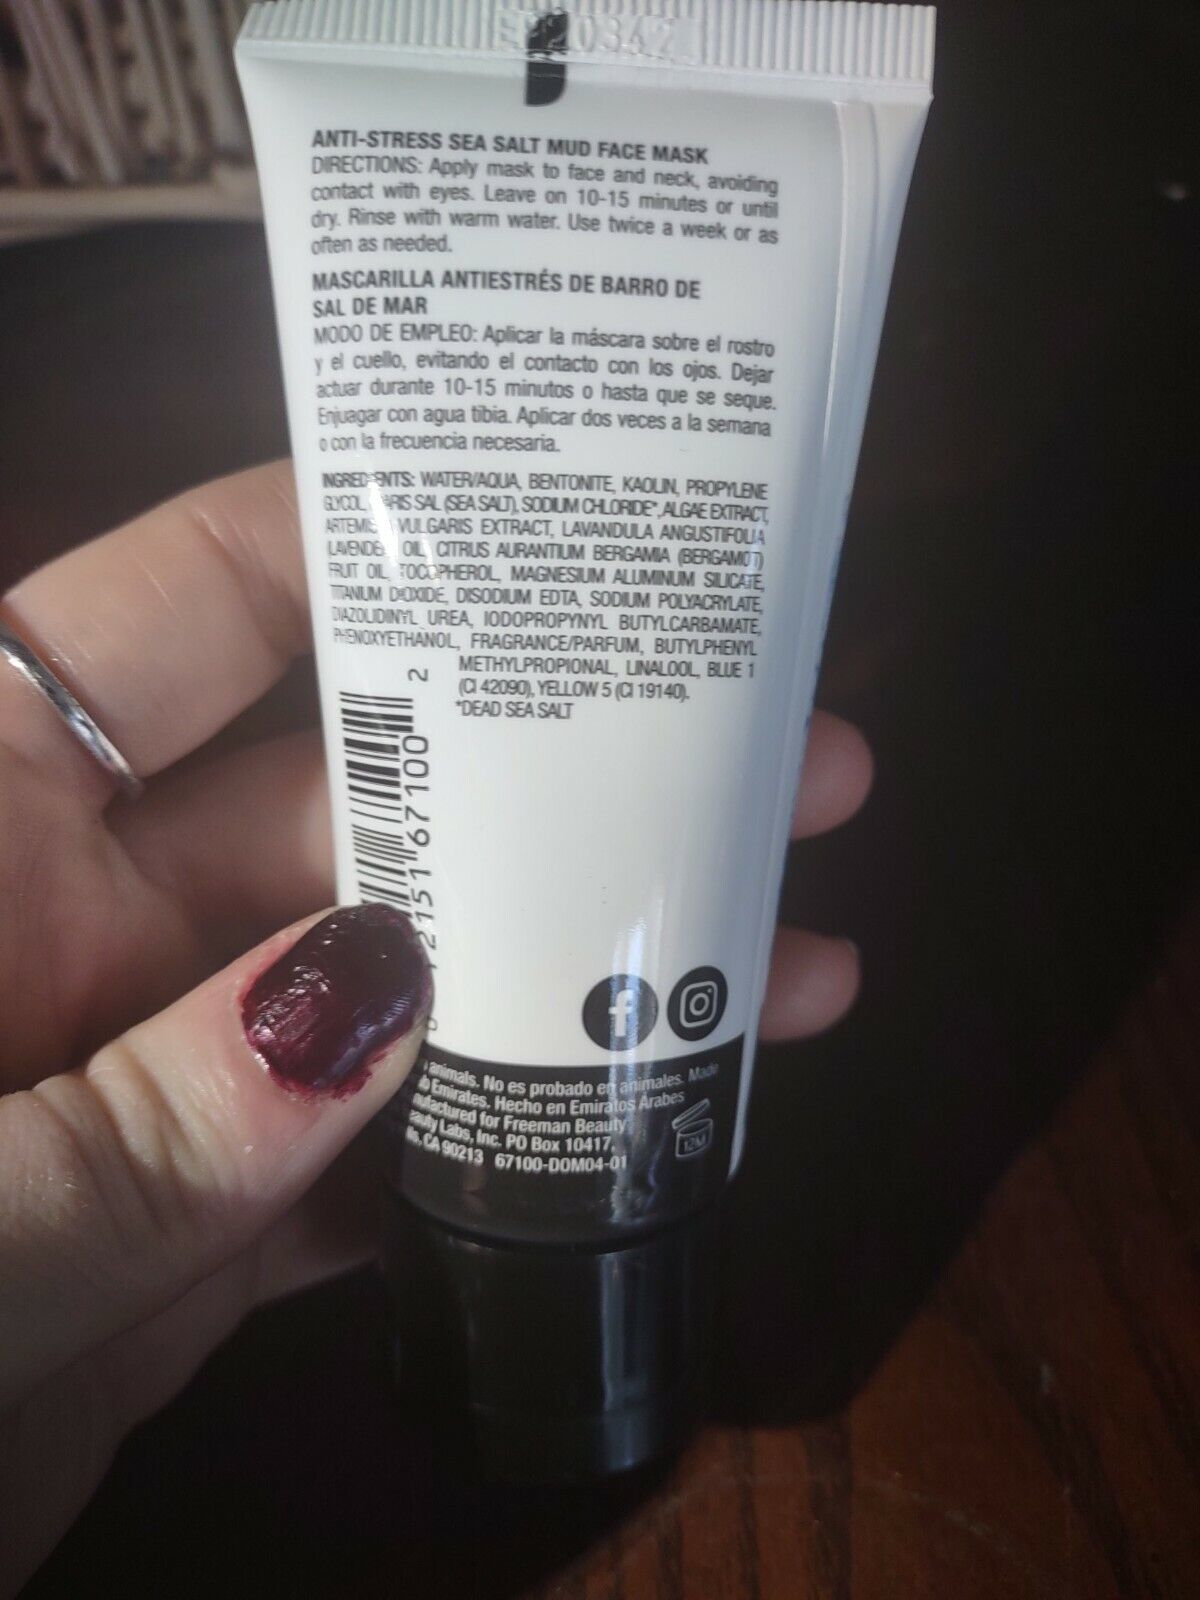 ANTI-STRESS SEA SALT MUD FACE MASK
DIRECTIONS: Apply mask to face and neck, avoiding
contact with eyes. Leave on 10-15 minutes or until
dry. Rinse with warm water. Use twice a week or as
often as needed.
MASCARILLA ANTIESTRÉS DE BARRO DE
SAL DE MAR
MODO DE EMPLEO: Aplicar la máscara sobre el rostro
y el cuello, evitando el contacto con los ojos. Dejar
actuar durante 10-15 minutos o hasta que se seque.
Enjuagar con agua tibia. Aplicar dos veces a la semana
o con la frecuencia necesaria.
INGREDIENTS: WATER/AQUA, BENTONITE, KAOLIN, PROPYLENE
GLYCOL, SAL (SEA SALT), SODIUM CHLORIDE*, ALGAE EXTRACT,
VULGARIS EXTRACT, LAVANDULA ANGUSTIFOLIA
(LAVENDER) OIL, CITRUS AURANTIUM BERGAMIA (BERGAMOT)
FRUIT OIL, TOCOPHEROL, MAGNESIUM ALUMINUM SILICATE,
TITANIUM DIOXIDE, DISODIUM EDTA, SODIUM POLYACRYLATE,
DIAZOLIDINYL UREA, IODOPROPYNYL BUTYLCARBAMATE,
PHENOXYETHANOL, FRAGRANCE/PARFUM, BUTYLPHENYL
METHYLPROPIONAL, LINALOOL, BLUE 1
(CI 42090), YELLOW 5 (CI 19140).
*DEAD SEA SALT
67100 2
animals. No es probado en animales. Made
Emirates. Hecho en Emiratos Arabes
for Freeman Beauty
Labs, Inc. PO Box 10417,
CA 90213 67100-DOM04-01
12M